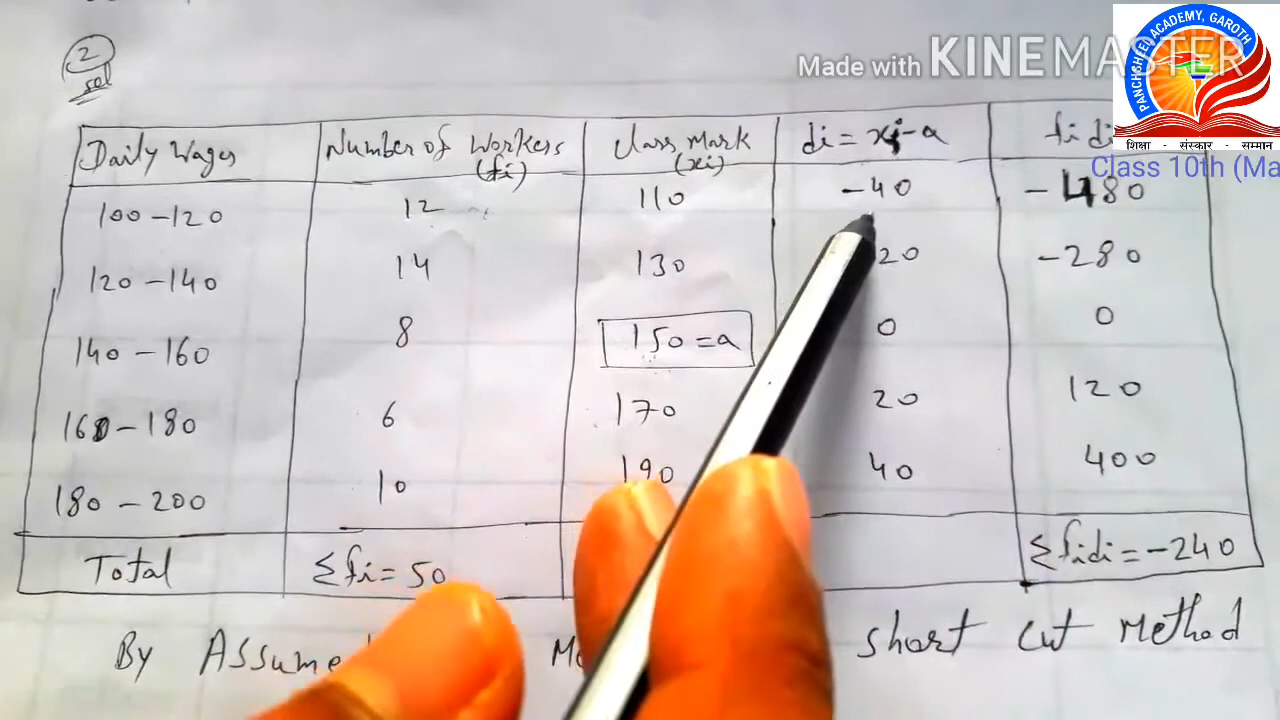 Made with KINEMASTER
PANCHSHEEL ACADEMY, GAROTH
शिक्षा - संस्कार - सम्मान
Class 10th (Ma
2
sol
Daily Wages Number of Workers (fi) Class Mark (xi) di = xi - a fi di
100 - 120 12 110 -40 -480
120 - 140 14 130 20 -280
140 - 160 8 150 = a 0 0
160 - 180 6 170 20 120
180 - 200 10 190 40 400
Total Σfi = 50 Σfidi = -240
By Assume short cut Method